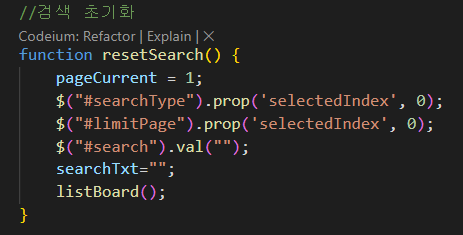 //검색 초기화
Codeium: Refactor | Explain | ×
function resetSearch() {
    pageCurrent = 1;
    $("#searchType").prop('selectedIndex', 0);
    $("#limitPage").prop('selectedIndex', 0);
    $("#search").val("");
    searchTxt="";
    listBoard();
}